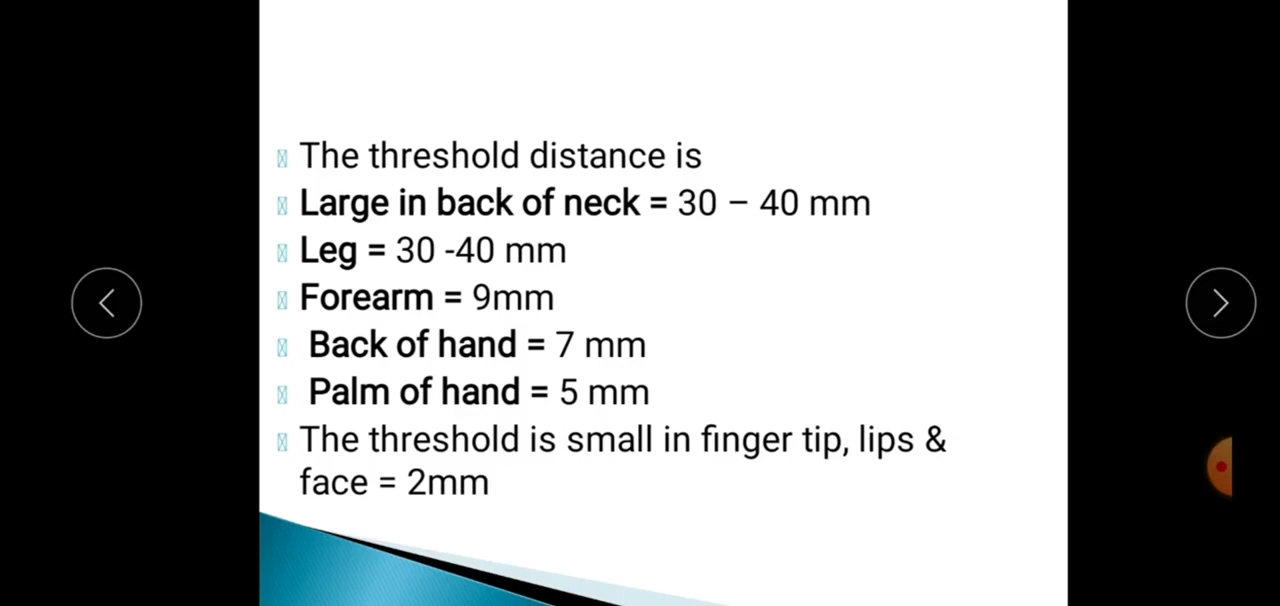 The threshold distance is
Large in back of neck = 30 – 40 mm
Leg = 30 -40 mm
Forearm = 9mm
Back of hand = 7 mm
Palm of hand = 5 mm
The threshold is small in finger tip, lips &
face = 2mm